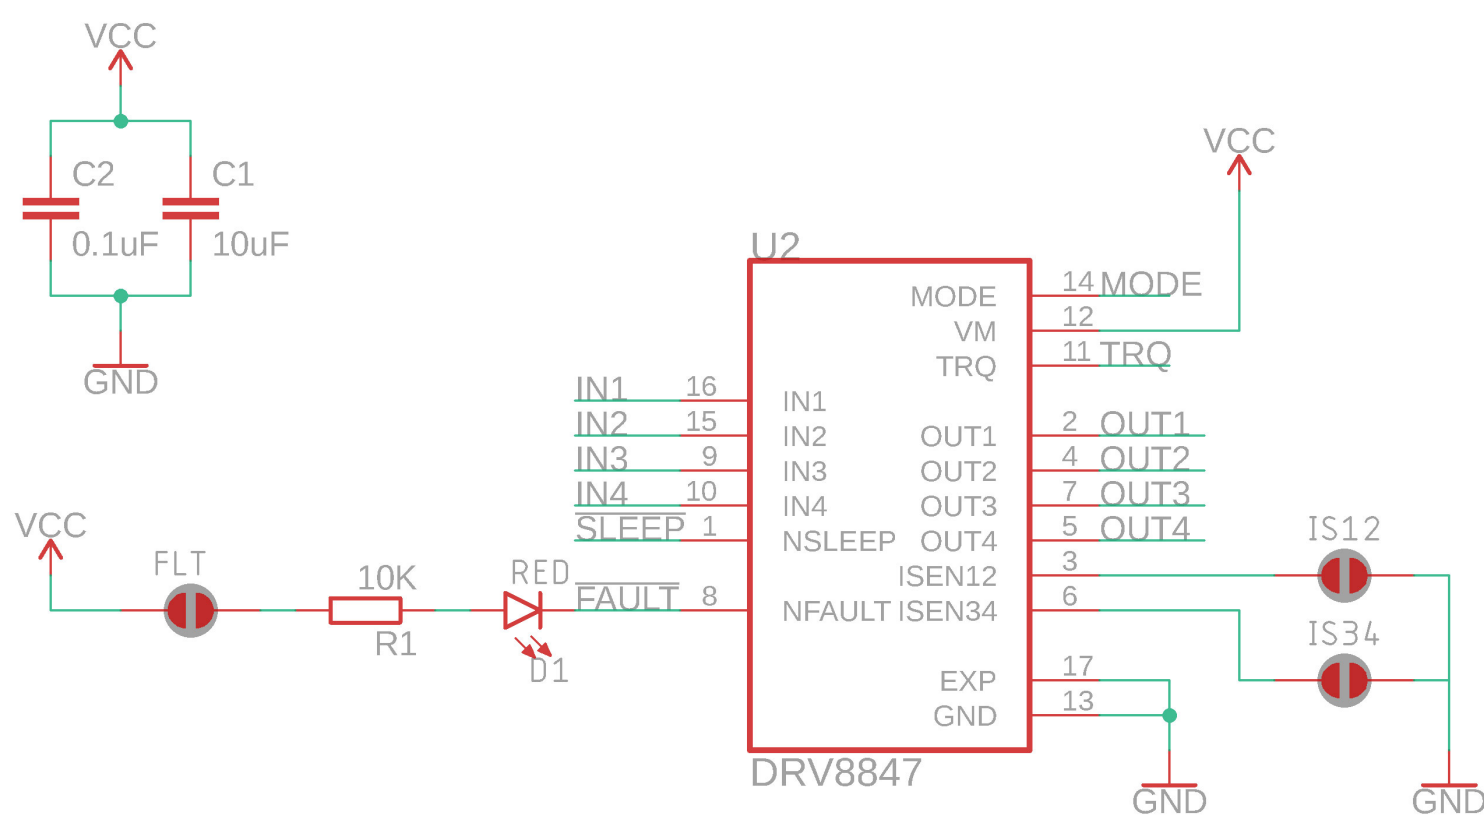 VCC
C2
C1
0.1uF
10uF
GND
VCC
U2
MODE
14
MODE
VM
12
TRQ
11
TRQ
IN1
16
IN1
IN2
15
IN2
OUT1
2
OUT1
IN3
9
IN3
OUT2
4
OUT2
IN4
10
IN4
OUT3
7
OUT3
SLEEP
1
NSLEEP
OUT4
5
OUT4
VCC
FLT
10K
R1
RED
D1
FAULT
8
NFAULT
ISEN12
3
IS12
ISEN34
6
IS34
EXP
17
GND
13
DRV8847
GND
GND